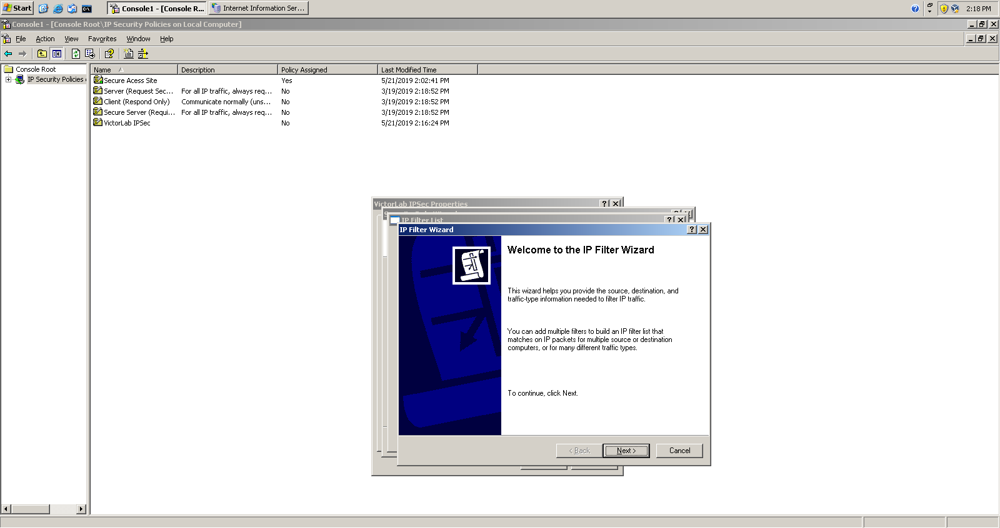 Start
Console1 - [Console R...
Internet Information Ser...
2:18 PM
Console1 - [Console Root\IP Security Policies on Local Computer]
File Action View Favorites Window Help
Console Root
IP Security Policies
Name Description Policy Assigned Last Modified Time
Secure Acess Site Yes 5/21/2019 2:02:41 PM
Server (Request Sec... For all IP traffic, always req... No 3/19/2019 2:18:52 PM
Client (Respond Only) Communicate normally (uns... No 3/19/2019 2:18:52 PM
Secure Server (Requi... For all IP traffic, always req... No 3/19/2019 2:18:52 PM
VictorLab IPSec No 5/21/2019 2:16:24 PM
VictorLab IPSec Properties
IP Filter List
IP Filter Wizard
Welcome to the IP Filter Wizard
This wizard helps you provide the source, destination, and
traffic-type information needed to filter IP traffic.
You can add multiple filters to build an IP filter list that
matches on IP packets for multiple source or destination
computers, or for many different traffic types.
To continue, click Next.
< Back Next > Cancel